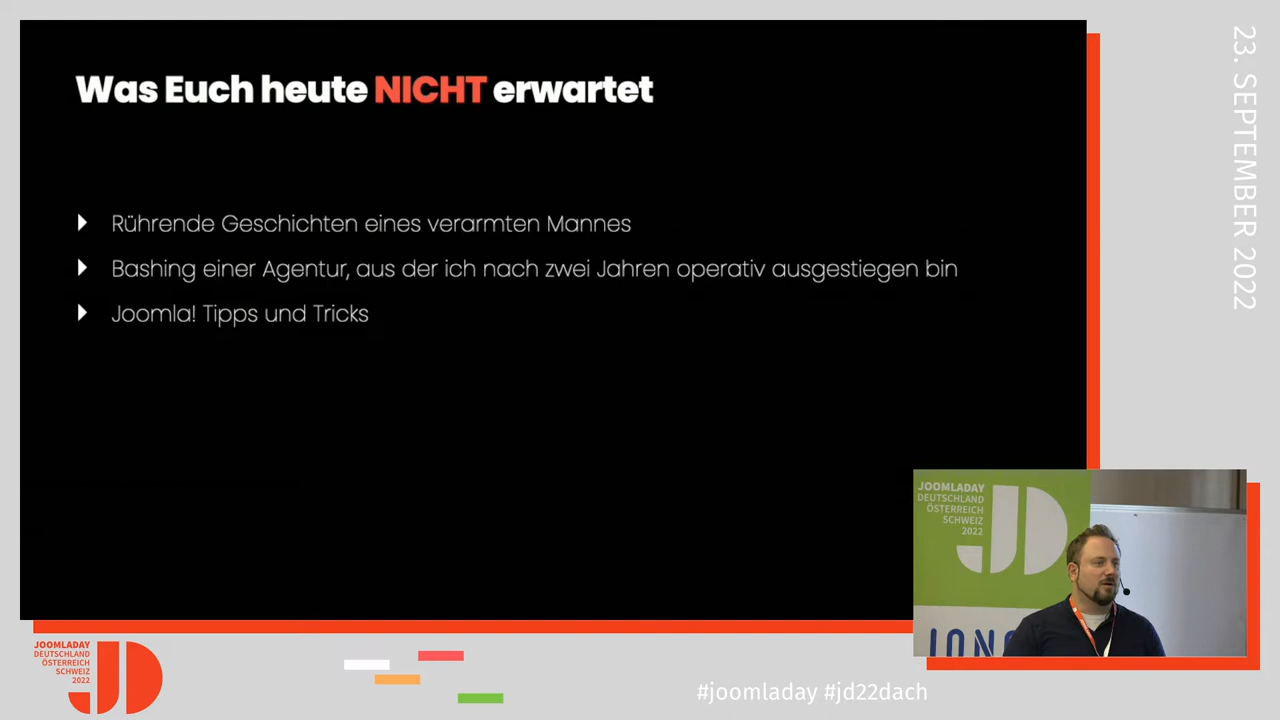 Was Euch heute NICHT erwartet
Rührende Geschichten eines verarmten Mannes
Bashing einer Agentur, aus der ich nach zwei Jahren operativ ausgestiegen bin
Joomla! Tipps und Tricks
23. SEPTEMBER 2022
JOOMLADAY
DEUTSCHLAND
ÖSTERREICH
SCHWEIZ
2022
JD
JOOMLADAY
DEUTSCHLAND
ÖSTERREICH
SCHWEIZ
2022
JD
#joomladay #jd22dach